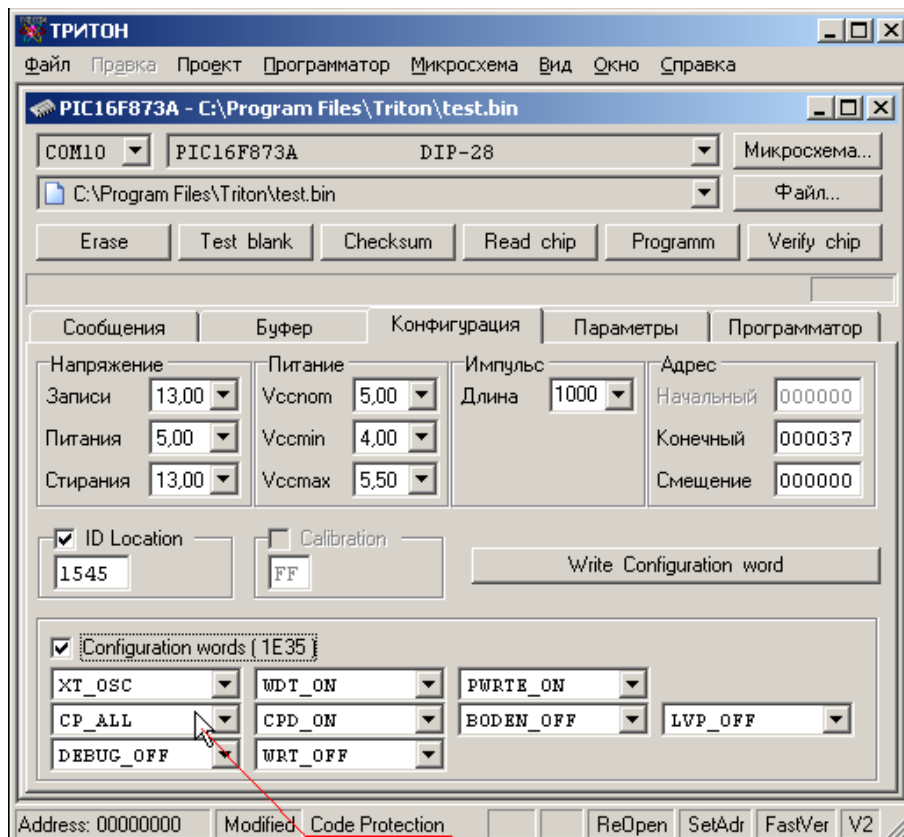 ТРИТОН
Файл Правка Проект Программатор Микросхема Вид Окно Справка
PIC16F873A - C:\Program Files\Triton\test.bin
COM10 PIC16F873A DIP-28 Микросхема...
C:\Program Files\Triton\test.bin Файл...
Erase Test blank Checksum Read chip Programm Verify chip
Сообщения Буфер Конфигурация Параметры Программатор
Напряжение Питание Импульс Адрес
Записи 13,00 Vccnom 5,00 Длина 1000 Начальный 000000
Питания 5,00 Vccmin 4,00 Конечный 000037
Стирания 13,00 Vccmax 5,50 Смещение 000000
ID Location Calibration
1545 FF Write Configuration word
Configuration words ( 1E35 )
XT_OSC WDT_ON PWRTE_ON
CP_ALL CPD_ON BODEN_OFF LVP_OFF
DEBUG_OFF WRT_OFF
Address: 00000000 Modified Code Protection ReOpen SetAdr FastVer V2